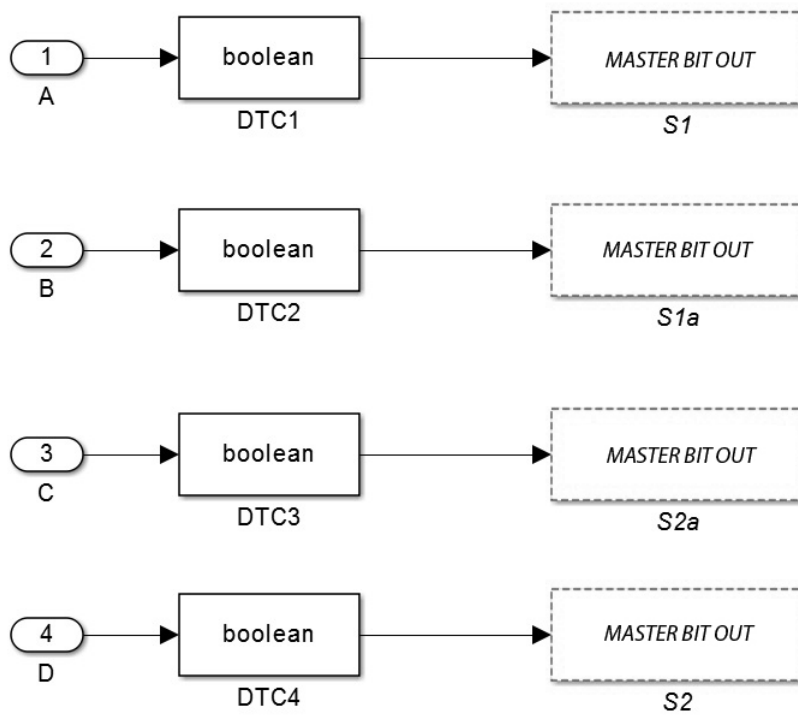 1
A
boolean
DTC1
MASTER BIT OUT
S1
2
B
boolean
DTC2
MASTER BIT OUT
S1a
3
C
boolean
DTC3
MASTER BIT OUT
S2a
4
D
boolean
DTC4
MASTER BIT OUT
S2